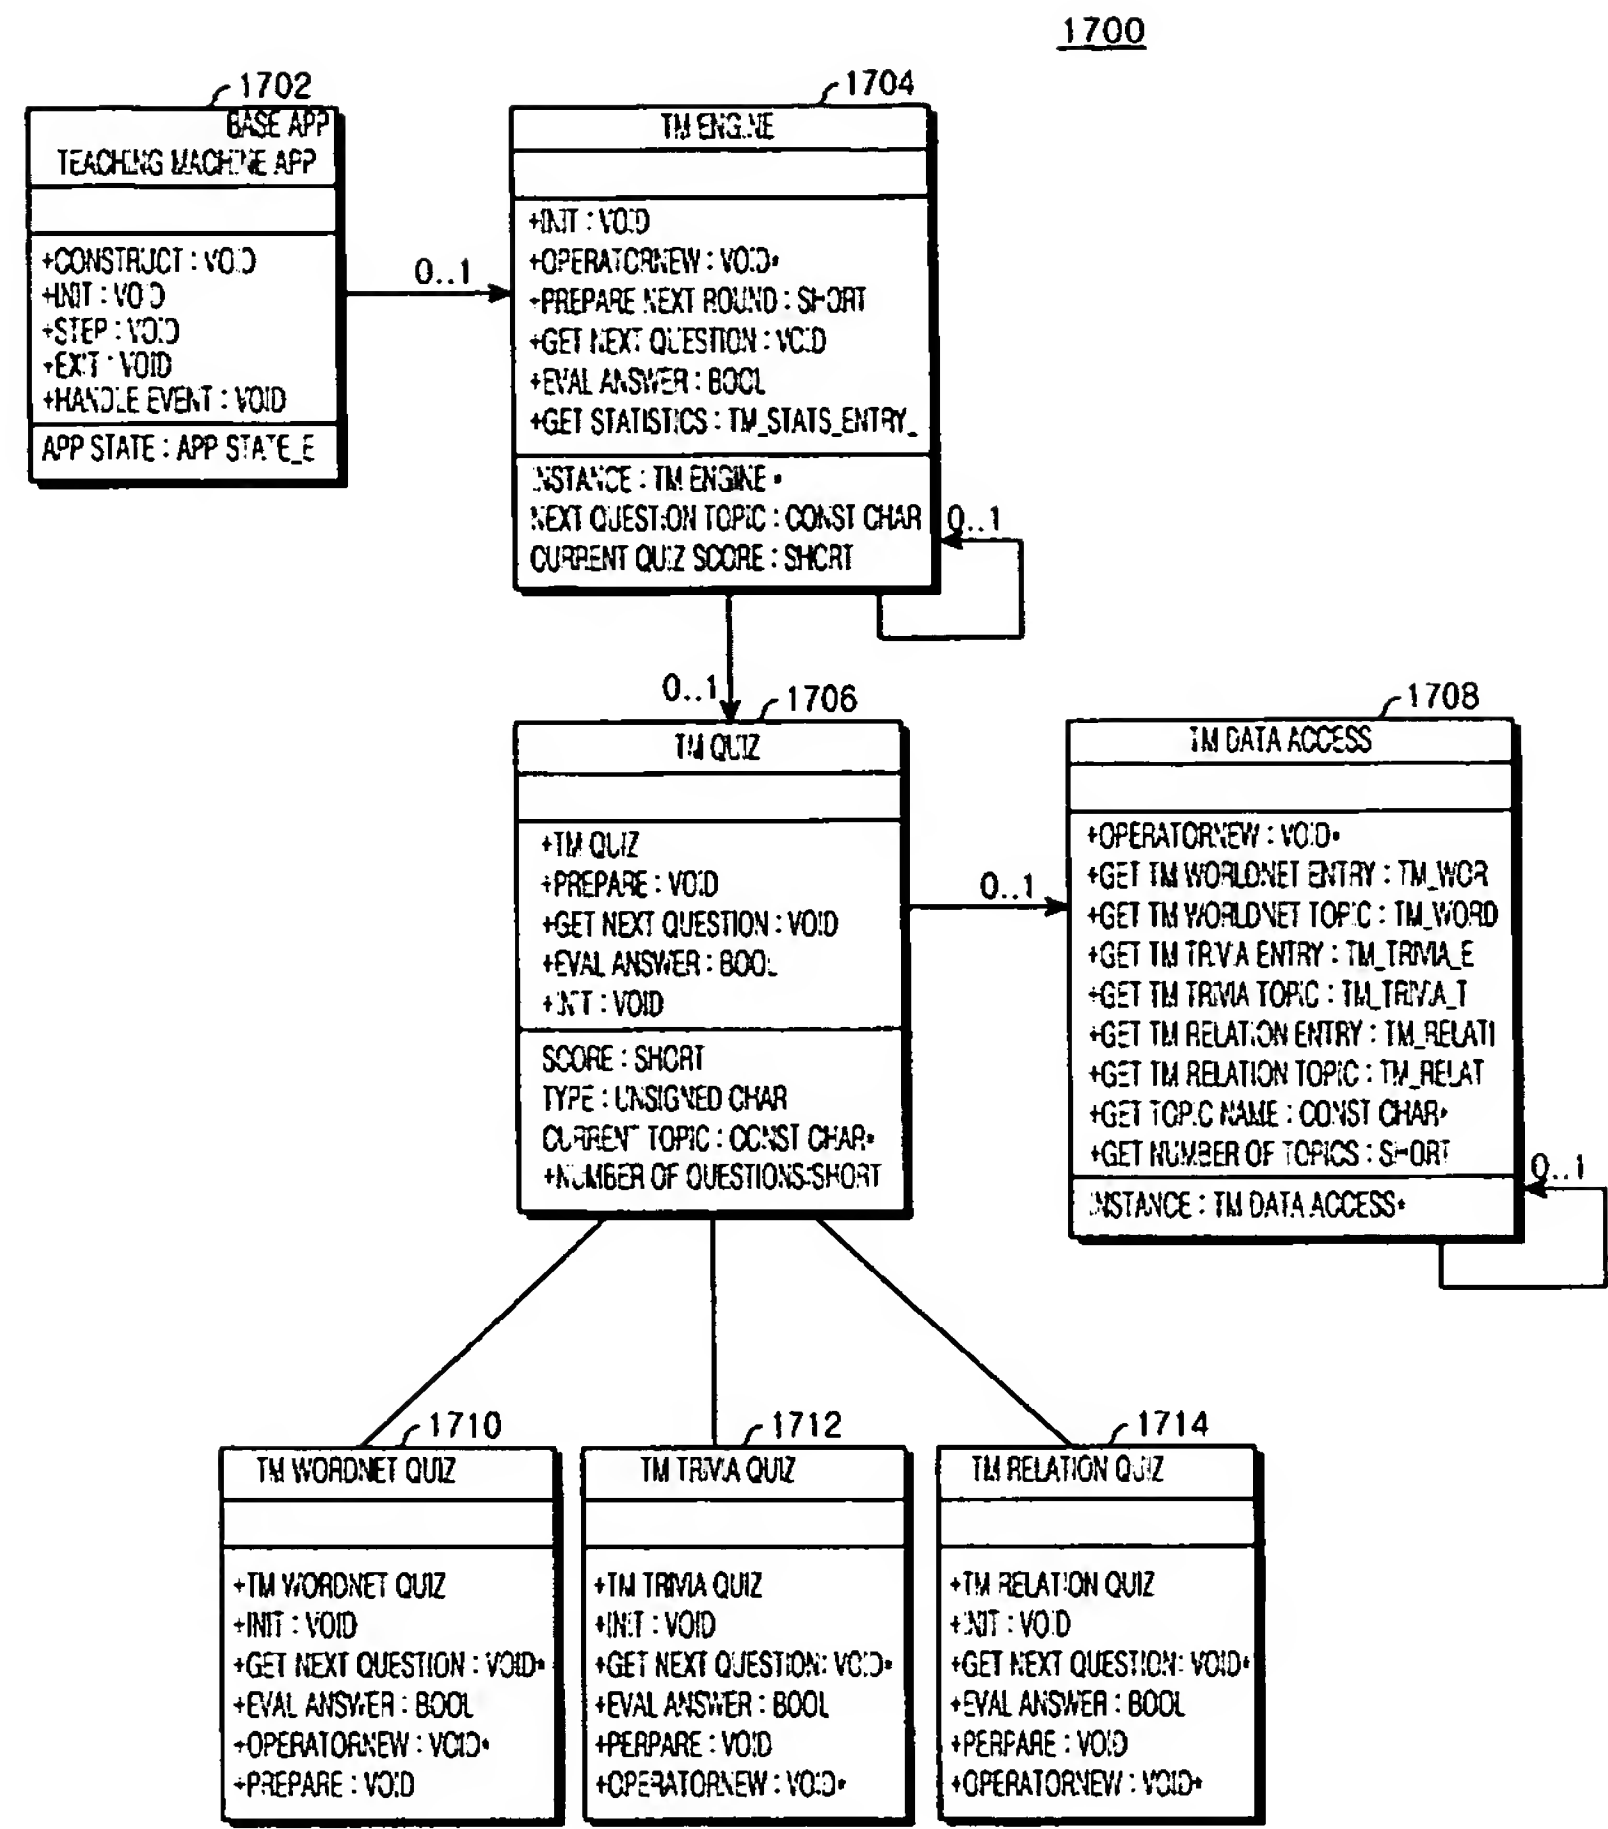 1700
1702
BASE APP
TEACHING MACHINE APP
+CONSTRUCT : VOID
+INIT : VOID
+STEP : VOID
+EXIT : VOID
+HANDLE EVENT : VOID
APP STATE : APP STATE_E
0..1
1704
TM ENGINE
+INIT : VOID
+OPERATORNEW : VOID*
+PREPARE NEXT ROUND : SHORT
+GET NEXT QUESTION : VOID
+EVAL ANSWER : BOOL
+GET STATISTICS : TM_STATS_ENTRY_
INSTANCE : TM ENGINE *
NEXT QUESTION TOPIC : CONST CHAR
CURRENT QUIZ SCORE : SHORT
0..1
0..1
1706
TM QUIZ
+TM QUIZ
+PREPARE : VOID
+GET NEXT QUESTION : VOID
+EVAL ANSWER : BOOL
+INIT : VOID
SCORE : SHORT
TYPE : UNSIGNED CHAR
CURRENT TOPIC : CONST CHAR*
+NUMBER OF QUESTIONS:SHORT
0..1
1708
TM DATA ACCESS
+OPERATORNEW : VOID*
+GET TM WORLDNET ENTRY : TM_WOR
+GET TM WORLDNET TOPIC : TM_WORD
+GET TM TRIVIA ENTRY : TM_TRIVIA_E
+GET TM TRIVIA TOPIC : TM_TRIVIA_T
+GET TM RELATION ENTRY : TM_RELATI
+GET TM RELATION TOPIC : TM_RELAT
+GET TOPIC NAME : CONST CHAR*
+GET NUMBER OF TOPICS : SHORT
INSTANCE : TM DATA ACCESS*
0..1
1710
TM WORDNET QUIZ
+TM WORDNET QUIZ
+INIT : VOID
+GET NEXT QUESTION : VOID*
+EVAL ANSWER : BOOL
+OPERATORNEW : VOID*
+PREPARE : VOID
1712
TM TRIVIA QUIZ
+TM TRIVIA QUIZ
+INIT : VOID
+GET NEXT QUESTION: VOID*
+EVAL ANSWER : BOOL
+PERPARE : VOID
+OPERATORNEW : VOID*
1714
TM RELATION QUIZ
+TM RELATION QUIZ
+INIT : VOID
+GET NEXT QUESTION: VOID*
+EVAL ANSWER : BOOL
+PERPARE : VOID
+OPERATORNEW : VOID*